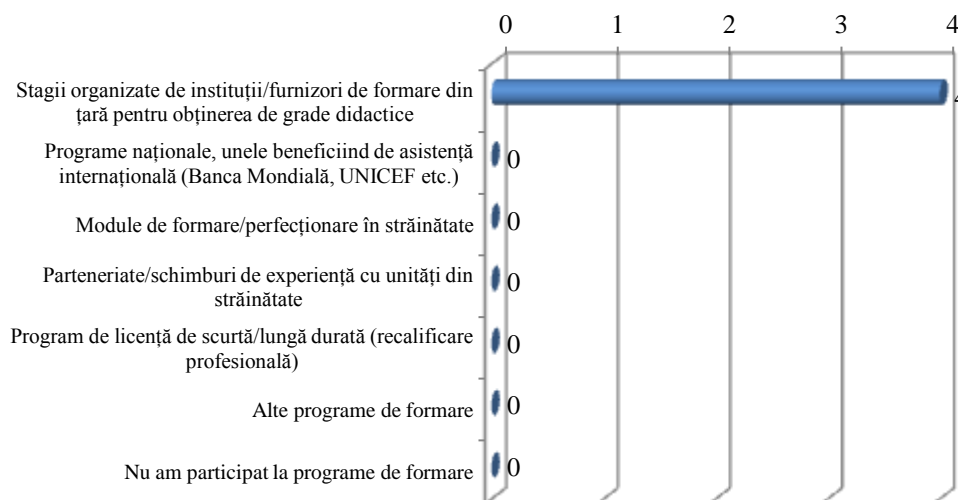 0 1 2 3 4
Stagii organizate de instituții/furnizori de formare din
țară pentru obținerea de grade didactice
4
Programe naționale, unele beneficiind de asistență
internațională (Banca Mondială, UNICEF etc.)
0
Module de formare/perfecționare în străinătate
0
Parteneriate/schimburi de experiență cu unități din
străinătate
0
Program de licență de scurtă/lungă durată (recalificare
profesională)
0
Alte programe de formare
0
Nu am participat la programe de formare
0